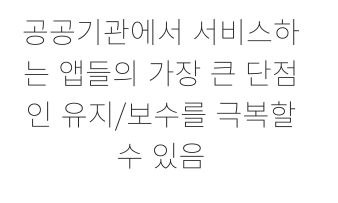 공공기관에서 서비스하
는 앱들의 가장 큰 단점
인 유지/보수를 극복할
수 있음